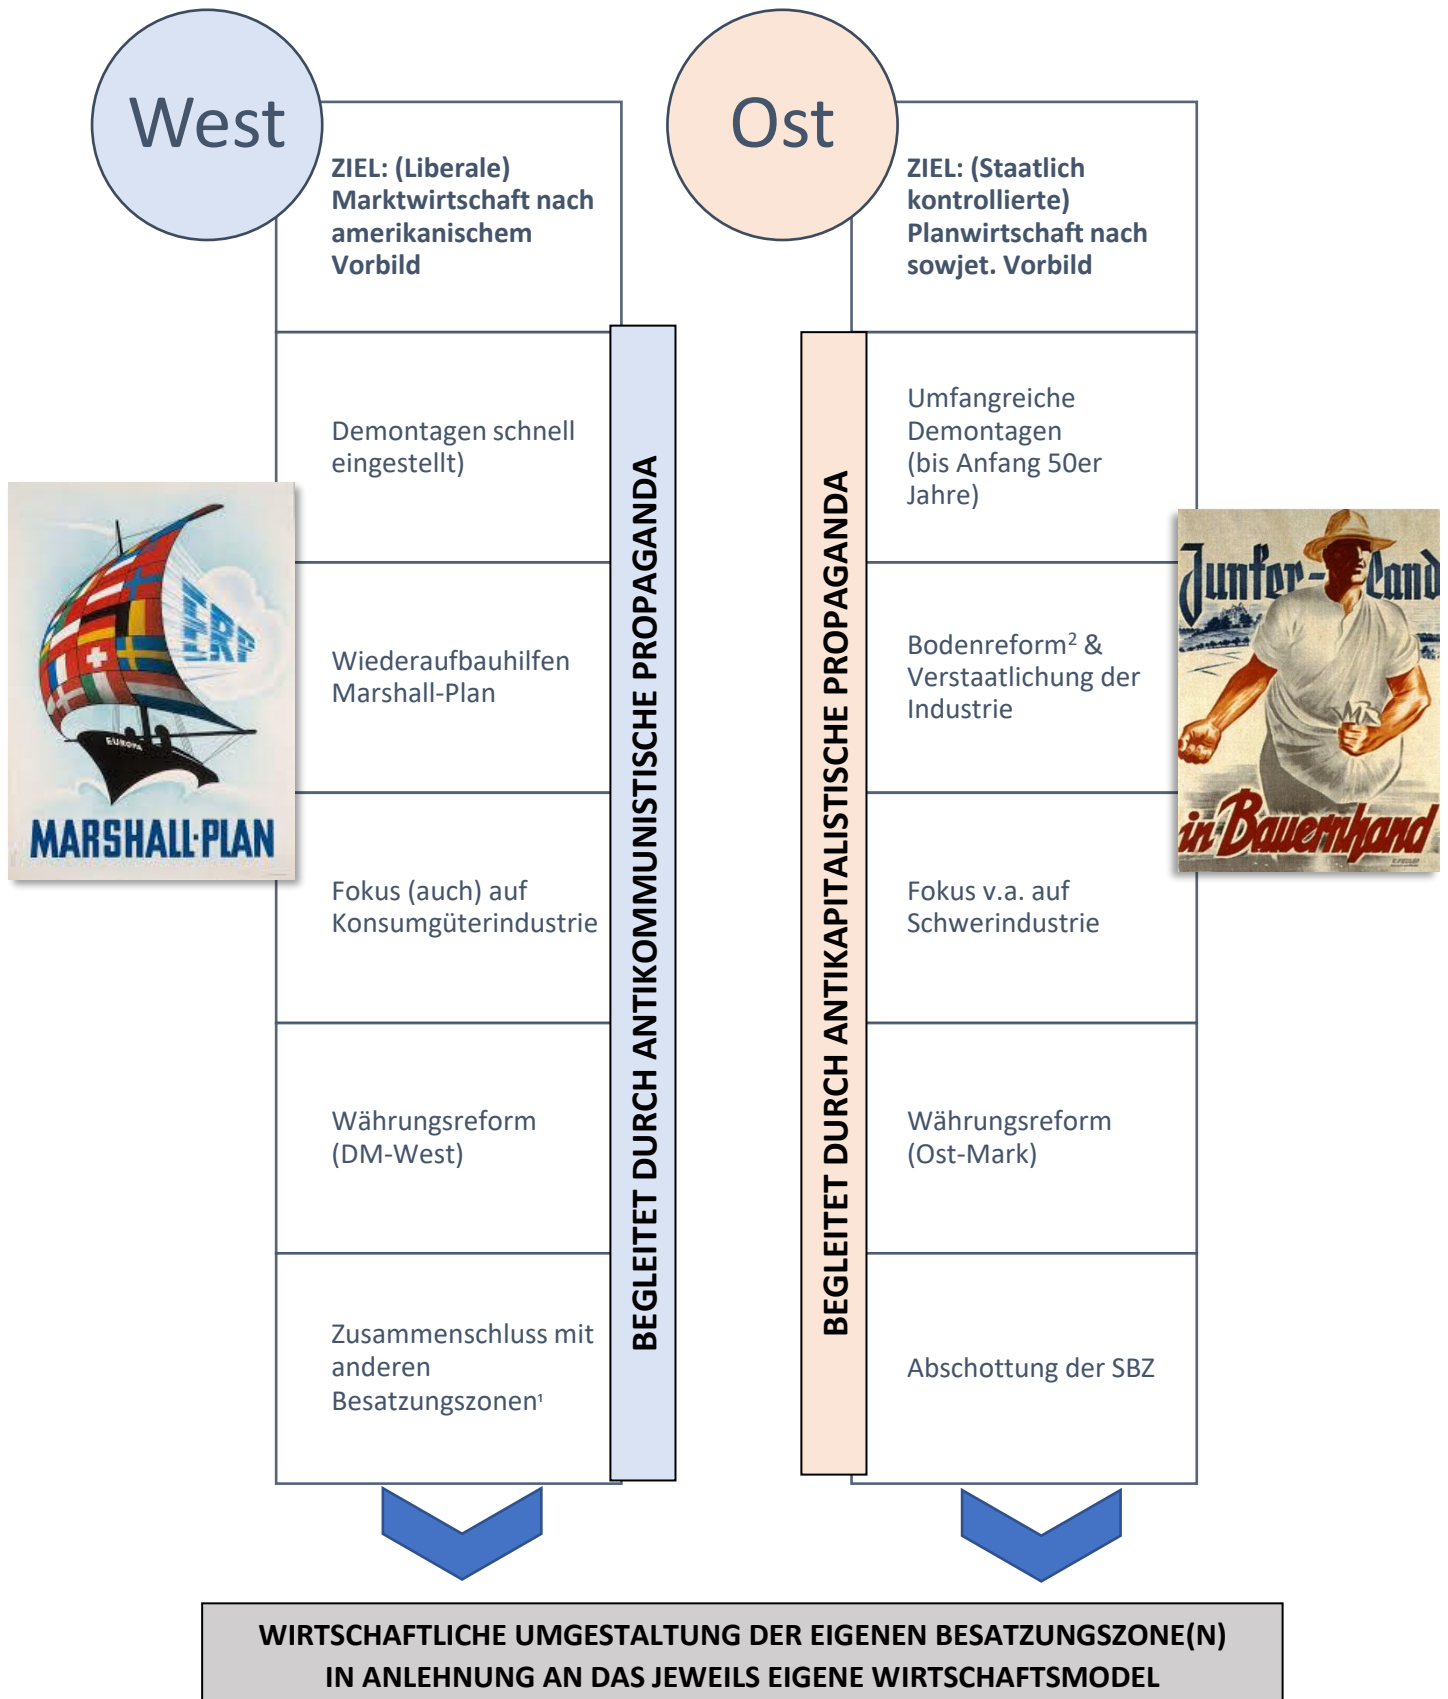 West
ZIEL: (Liberale)
Marktwirtschaft nach
amerikanischem
Vorbild
Demontagen schnell
eingestellt)
Wiederaufbauhilfen
Marshall-Plan
Fokus (auch) auf
Konsumgüterindustrie
Währungsreform
(DM-West)
Zusammenschluss mit
anderen
Besatzungszonen¹
BEGLEITET DURCH ANTIKOMMUNISTISCHE PROPAGANDA
ERP
EUROPA
MARSHALL-PLAN
Ost
ZIEL: (Staatlich
kontrollierte)
Planwirtschaft nach
sowjet. Vorbild
Umfangreiche
Demontagen
(bis Anfang 50er
Jahre)
Bodenreform² &
Verstaatlichung der
Industrie
Fokus v.a. auf
Schwerindustrie
Währungsreform
(Ost-Mark)
Abschottung der SBZ
BEGLEITET DURCH ANTIKAPITALISTISCHE PROPAGANDA
Junker-Land
in Bauernhand
WIRTSCHAFTLICHE UMGESTALTUNG DER EIGENEN BESATZUNGSZONE(N)
IN ANLEHNUNG AN DAS JEWEILS EIGENE WIRTSCHAFTSMODEL